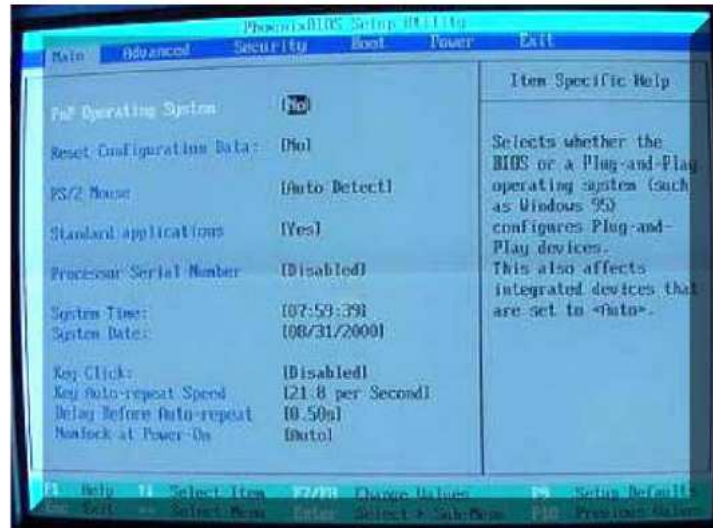 PhoenixBIOS Setup Utility
Main Advanced Security Boot Power Exit
PnP Operating System [No]
Reset Configuration Data: [No]
PS/2 Mouse [Auto Detect]
Standard applications [Yes]
Processor Serial Number [Disabled]
System Time: [07:59:39]
System Date: [08/31/2000]
Key Click: [Disabled]
Key Auto-repeat Speed [21.8 per Second]
Delay Before Auto-repeat [0.50s]
Numlock at Power-On [Auto]
Item Specific Help
Selects whether the
BIOS or a Plug-and-Play
operating system (such
as Windows 95)
configures Plug-and-
Play devices.
This also affects
integrated devices that
are set to <Auto>.
F1 Help ↑↓ Select Item F7/F8 Change Values F9 Setup Defaults
Esc Exit ↔ Select Menu Enter Select ▶ Sub-Menu F10 Previous Values